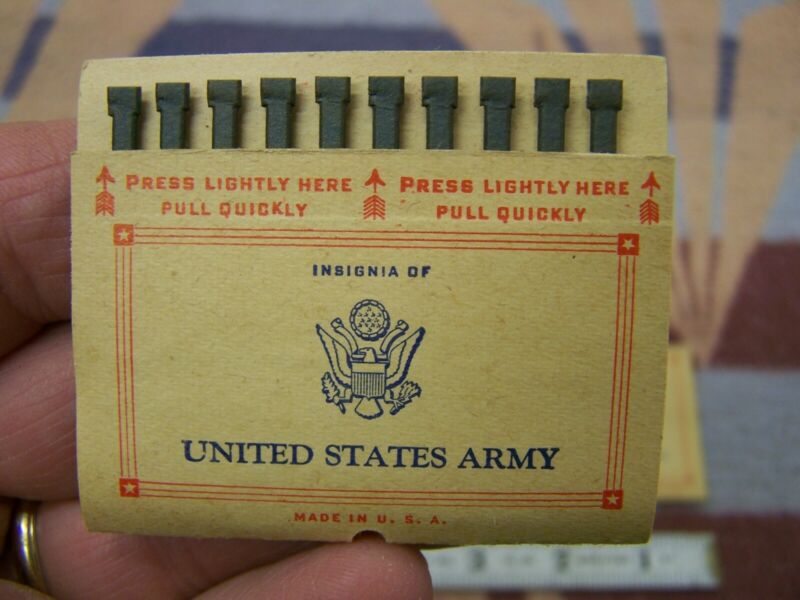 PRESS LIGHTLY HERE PRESS LIGHTLY HERE
PULL QUICKLY PULL QUICKLY
INSIGNIA OF
UNITED STATES ARMY
MADE IN U. S. A.